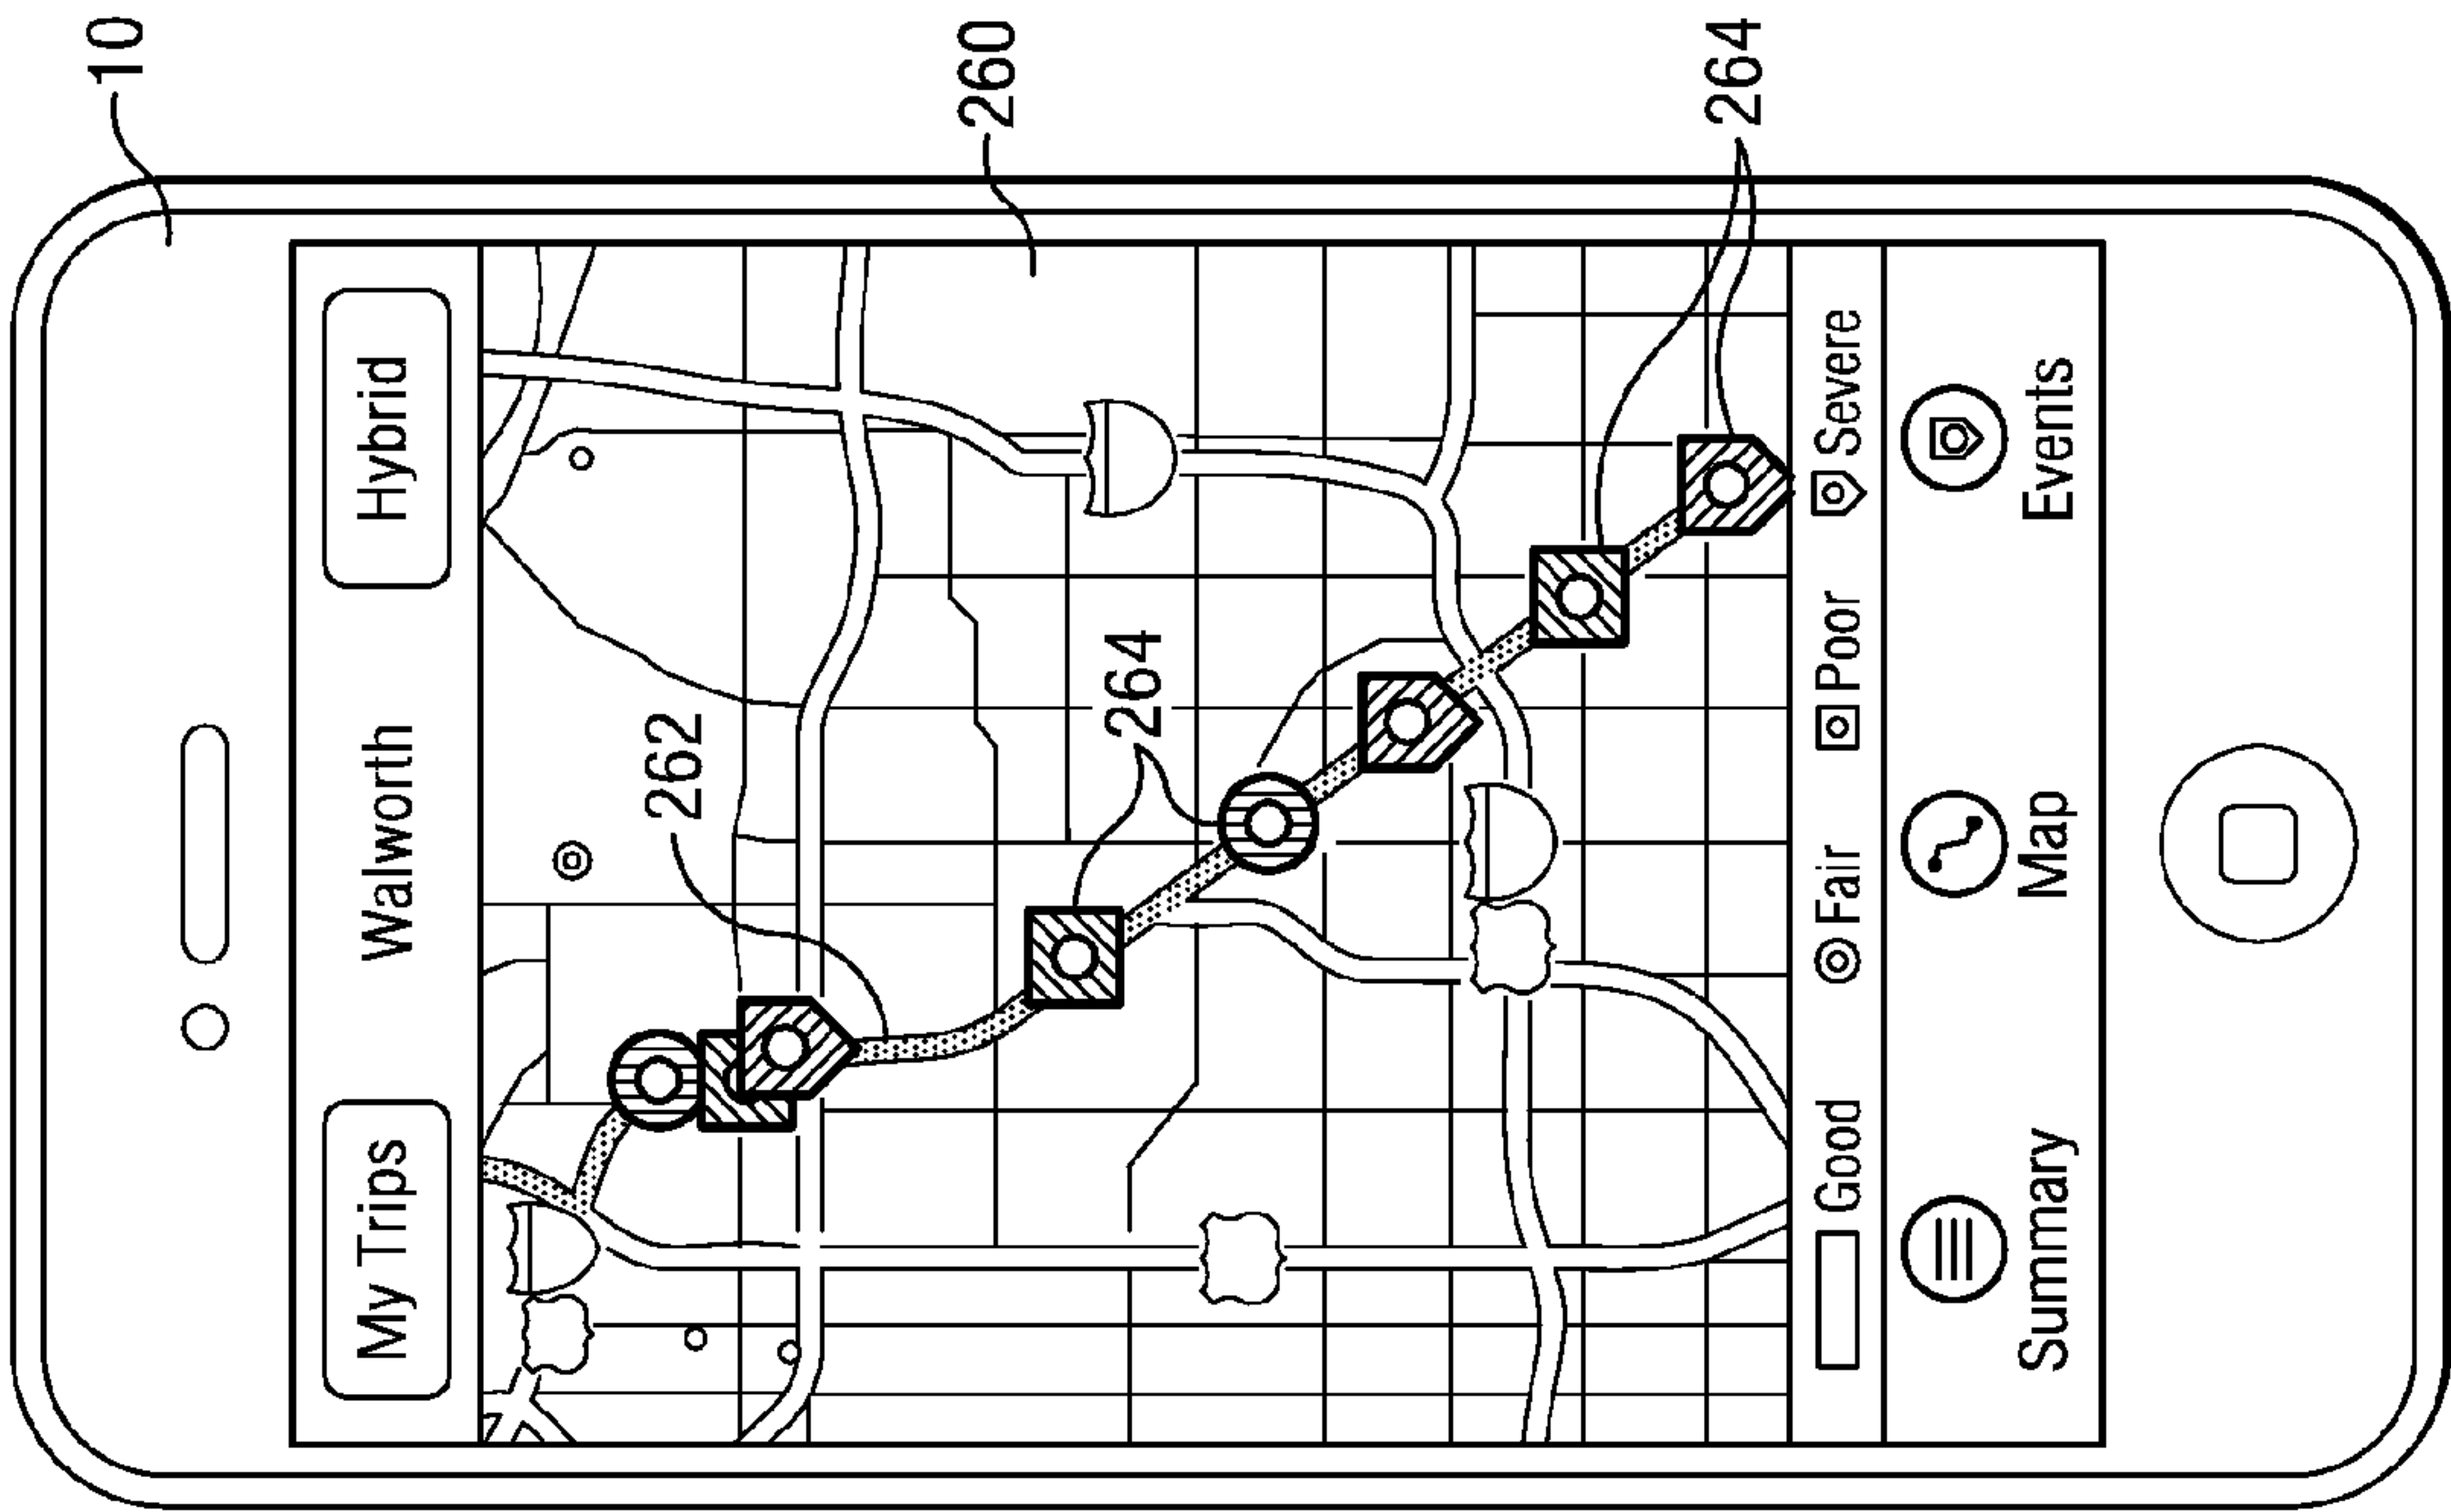 10
My Trips Walworth Hybrid
262
260
264
264
Good Fair Poor Severe
Summary Map Events